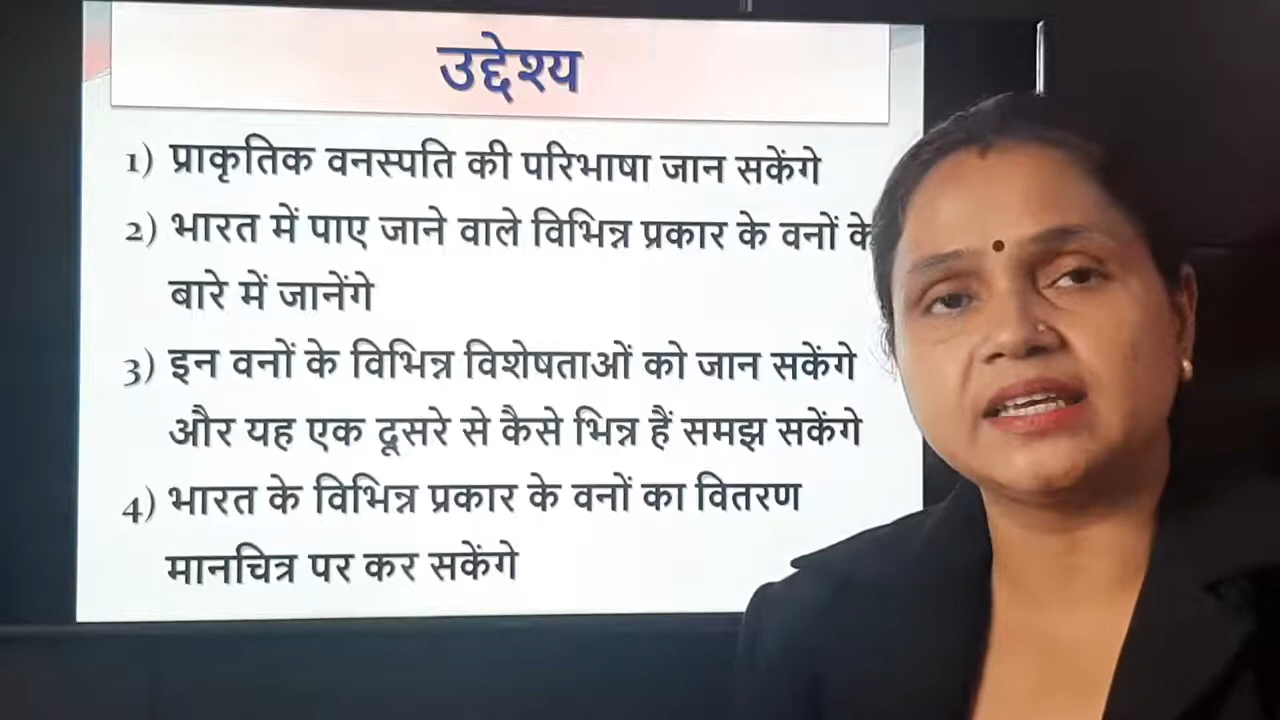 उद्देश्य
1) प्राकृतिक वनस्पति की परिभाषा जान सकेंगे
2) भारत में पाए जाने वाले विभिन्न प्रकार के वनों के
बारे में जानेंगे
3) इन वनों के विभिन्न विशेषताओं को जान सकेंगे
और यह एक दूसरे से कैसे भिन्न हैं समझ सकेंगे
4) भारत के विभिन्न प्रकार के वनों का वितरण
मानचित्र पर कर सकेंगे